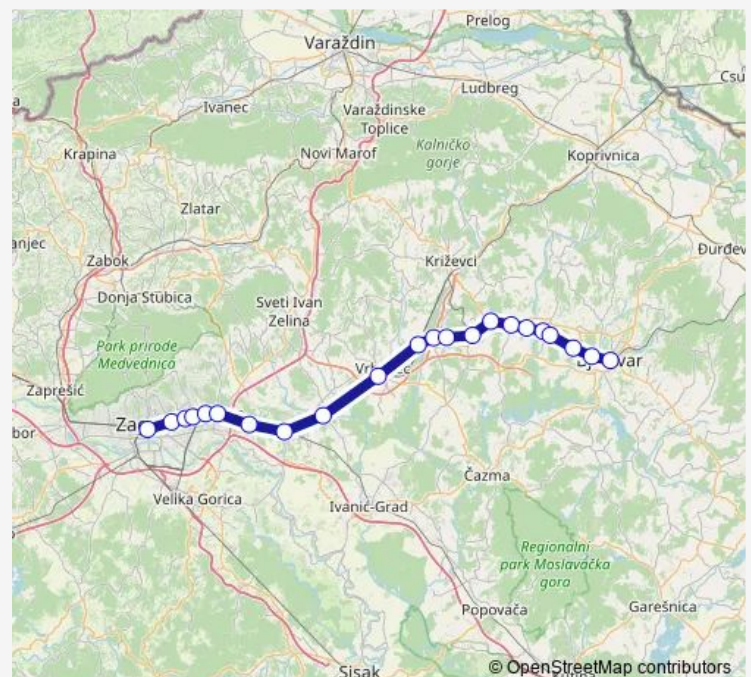 Prelog
Varaždin
Ludbreg
Ivanec
Varaždinske
Toplice
Krapina
Novi Marof
Kalničko
gorje
Koprivnica
Zlatar
Zabok
Križevci
Donja Stubica
Sveti Ivan
Zelina
Park prirode
Medvednica
Zaprešić
Velika Gorica
Čazma
Ivanić-Grad
Regionalni
park Moslavačka
gora
Popovača
Garešnica
Sisak
© OpenStreetMap contributors